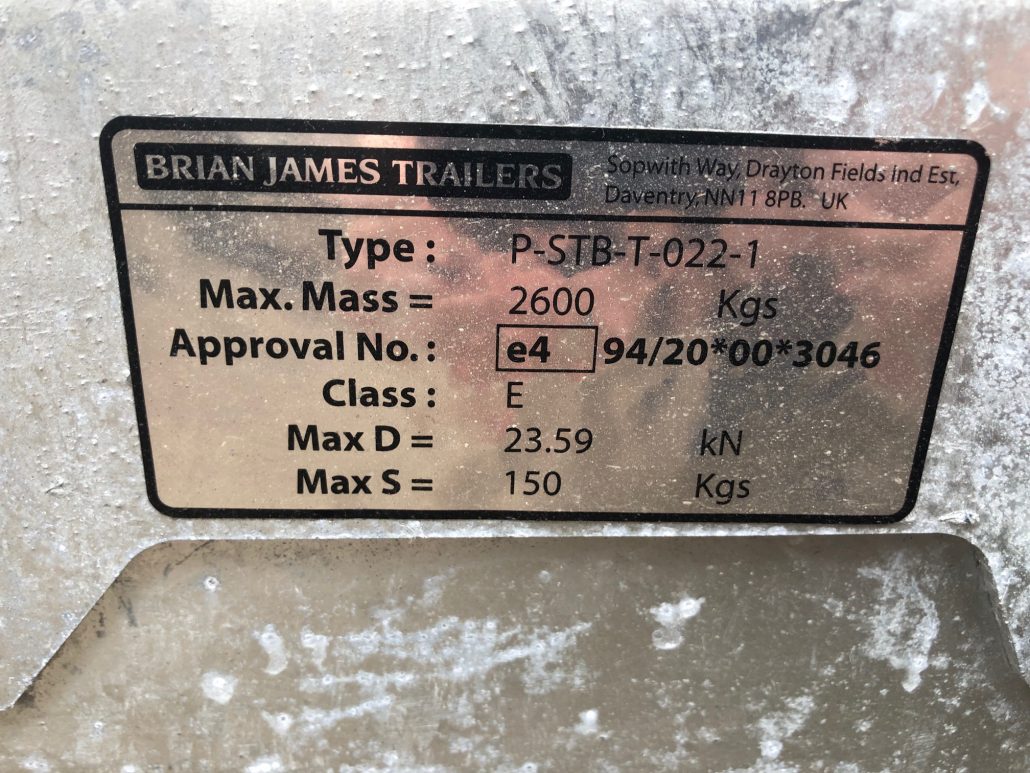 BRIAN JAMES TRAILERS
Sopwith Way, Drayton Fields Ind Est,
Daventry, NN11 8PB. UK
Type : P-STB-T-022-1
Max. Mass = 2600 Kgs
Approval No. : e4 94/20*00*3046
Class : E
Max D = 23.59 kN
Max S = 150 Kgs